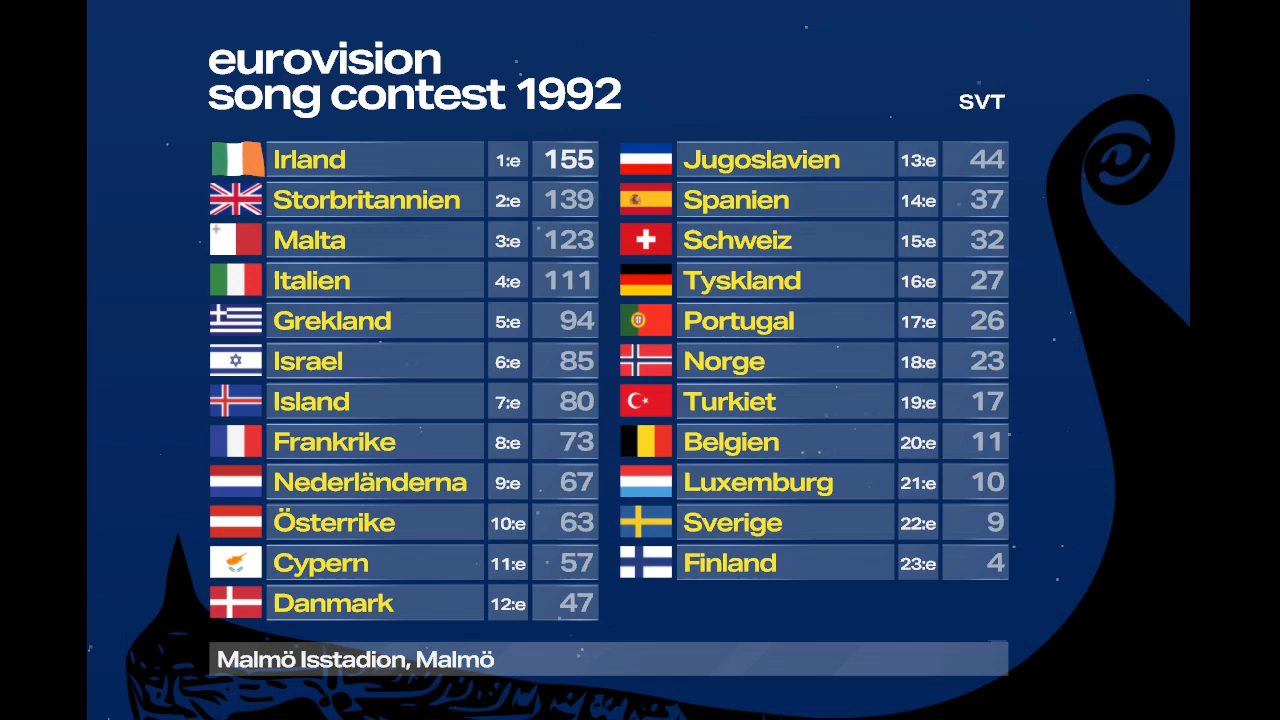 eurovision
song contest 1992
SVT
Irland 1:e 155
Storbritannien 2:e 139
Malta 3:e 123
Italien 4:e 111
Grekland 5:e 94
Israel 6:e 85
Island 7:e 80
Frankrike 8:e 73
Nederländerna 9:e 67
Österrike 10:e 63
Cypern 11:e 57
Danmark 12:e 47
Jugoslavien 13:e 44
Spanien 14:e 37
Schweiz 15:e 32
Tyskland 16:e 27
Portugal 17:e 26
Norge 18:e 23
Turkiet 19:e 17
Belgien 20:e 11
Luxemburg 21:e 10
Sverige 22:e 9
Finland 23:e 4
Malmö Isstadion, Malmö